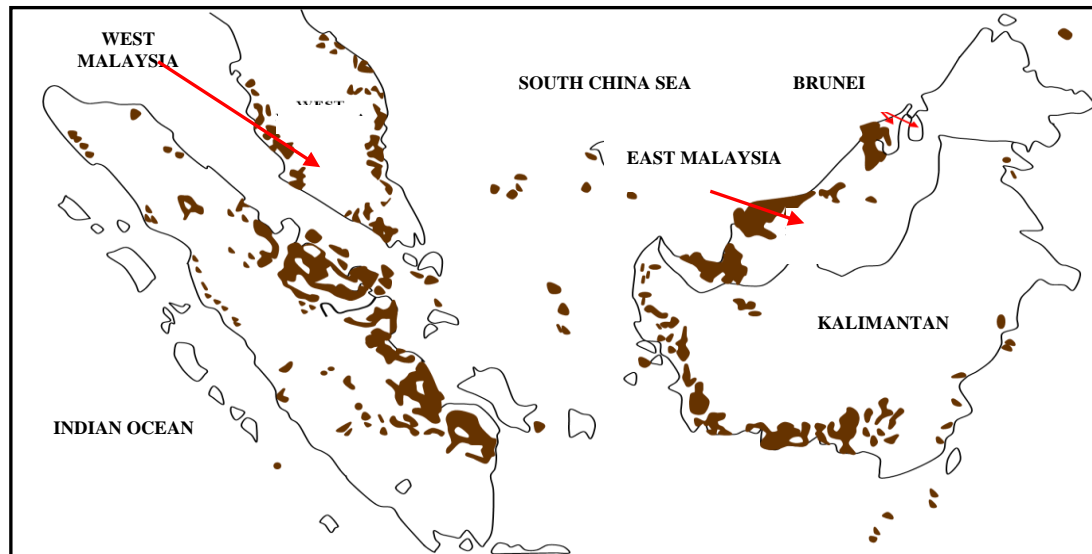 WEST
MALAYSIA
SOUTH CHINA SEA
BRUNEI
EAST MALAYSIA
KALIMANTAN
INDIAN OCEAN